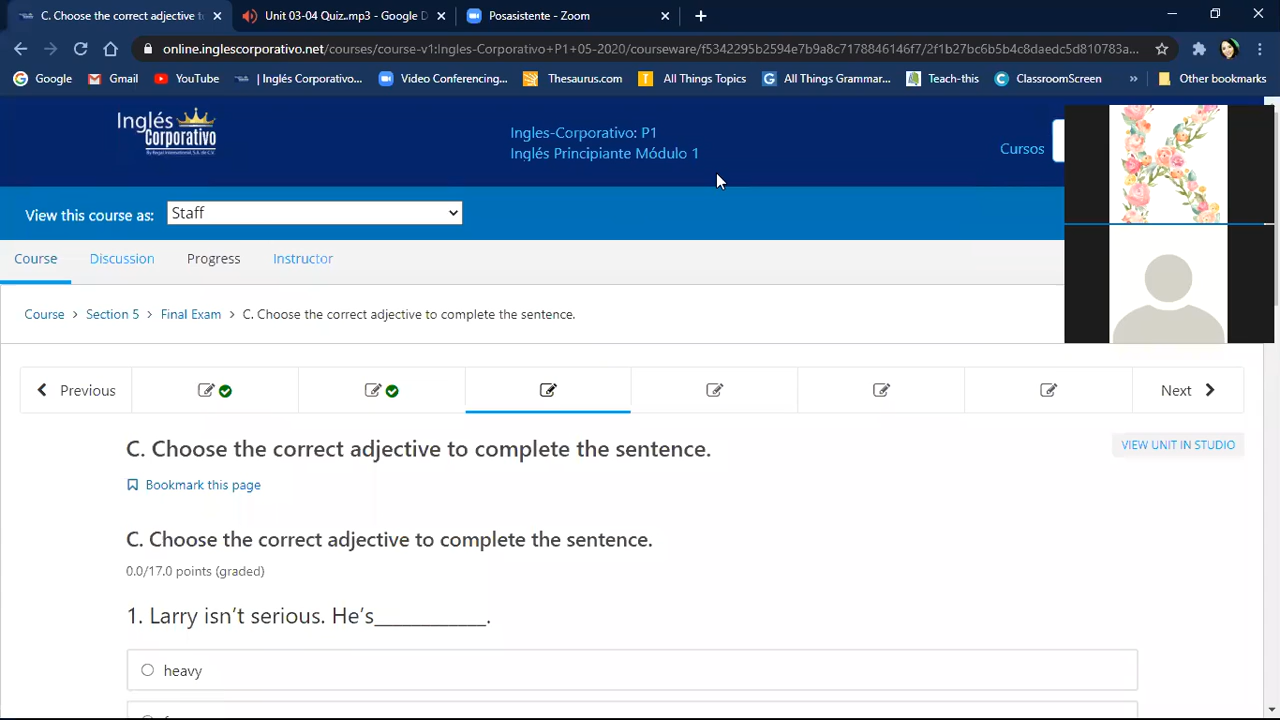 C. Choose the correct adjective to
Unit 03-04 Quiz..mp3 - Google D
Posasistente - Zoom
online.inglescorporativo.net/courses/course-v1:Ingles-Corporativo+P1+05-2020/courseware/f5342295b2594e7b9a8c7178846146f7/2f1b27bc6b5b4c8daedc5d810783a...
Google
Gmail
YouTube
| Inglés Corporativo...
Video Conferencing...
Thesaurus.com
All Things Topics
All Things Grammar...
Teach-this
ClassroomScreen
»
Other bookmarks
Inglés
Corporativo
Ingles-Corporativo: P1
Inglés Principiante Módulo 1
Cursos
View this course as:
Staff
Course
Discussion
Progress
Instructor
Course > Section 5 > Final Exam > C. Choose the correct adjective to complete the sentence.
Previous
Next
C. Choose the correct adjective to complete the sentence.
VIEW UNIT IN STUDIO
Bookmark this page
C. Choose the correct adjective to complete the sentence.
0.0/17.0 points (graded)
1. Larry isn’t serious. He’s____________.
heavy